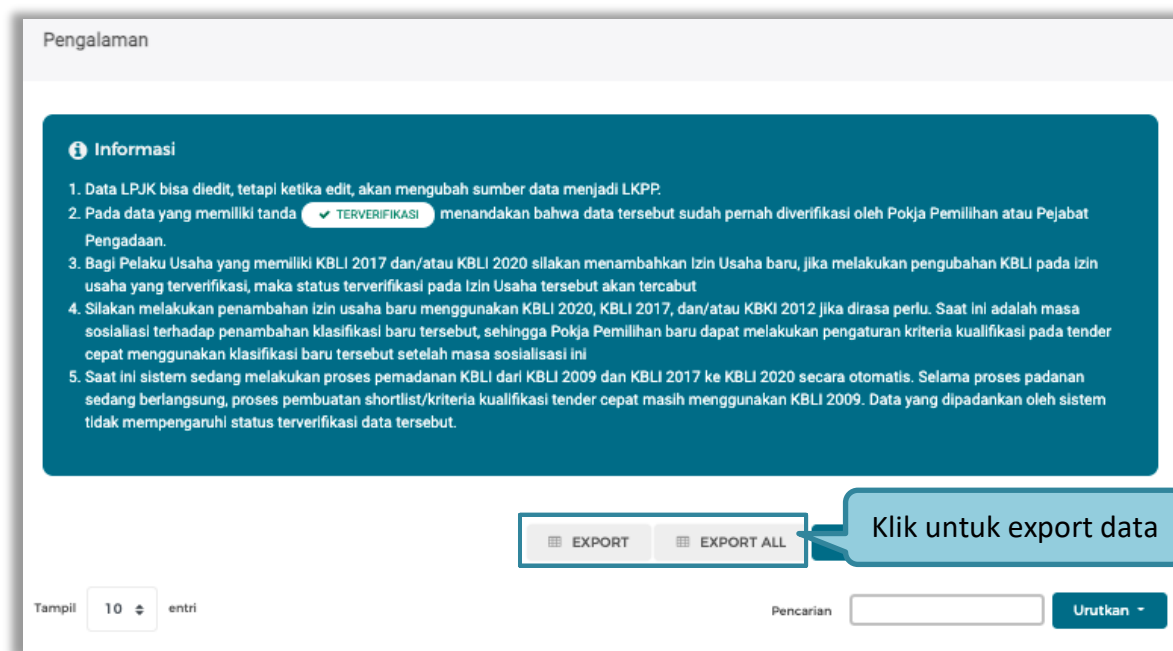 Pengalaman
Informasi
1. Data LPJK bisa diedit, tetapi ketika edit, akan mengubah sumber data menjadi LKPP.
2. Pada data yang memiliki tanda TERVERIFIKASI menandakan bahwa data tersebut sudah pernah diverifikasi oleh Pokja Pemilihan atau Pejabat
Pengadaan.
3. Bagi Pelaku Usaha yang memiliki KBLI 2017 dan/atau KBLI 2020 silakan menambahkan Izin Usaha baru, jika melakukan pengubahan KBLI pada izin
usaha yang terverifikasi, maka status terverifikasi pada Izin Usaha tersebut akan tercabut
4. Silakan melakukan penambahan izin usaha baru menggunakan KBLI 2020, KBLI 2017, dan/atau KBKI 2012 jika dirasa perlu. Saat ini adalah masa
sosialiasi terhadap penambahan klasifikasi baru tersebut, sehingga Pokja Pemilihan baru dapat melakukan pengaturan kriteria kualifikasi pada tender
cepat menggunakan klasifikasi baru tersebut setelah masa sosialisasi ini
5. Saat ini sistem sedang melakukan proses pemadanan KBLI dari KBLI 2009 dan KBLI 2017 ke KBLI 2020 secara otomatis. Selama proses padanan
sedang berlangsung, proses pembuatan shortlist/kriteria kualifikasi tender cepat masih menggunakan KBLI 2009. Data yang dipadankan oleh sistem
tidak mempengaruhi status terverifikasi data tersebut.
EXPORT EXPORT ALL Klik untuk export data
Tampil 10 entri Pencarian Urutkan